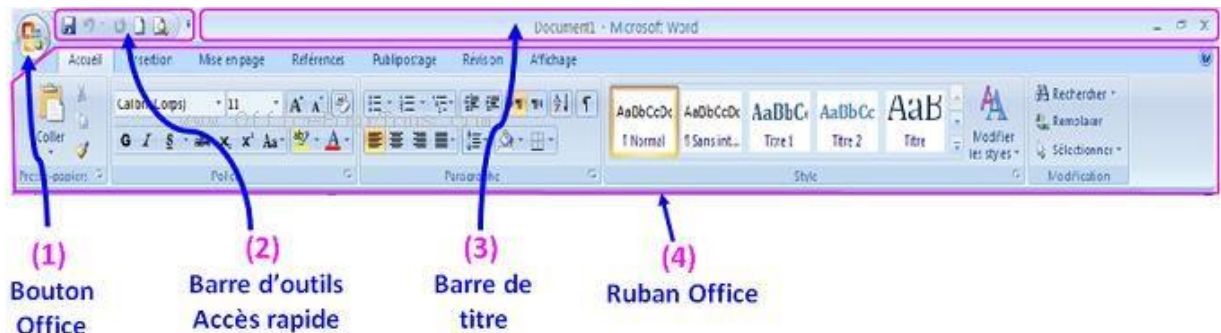 Document1 - Microsoft Word
Accueil Insertion Mise en page Références Publipostage Révision Affichage
Coller
Calibri (Corps) 11
G I S abc x x Aa A
AaBbCcDc AaBbCcDc AaBbC AaBbCc AaB
¶ Normal ¶ Sans int... Titre 1 Titre 2 Titre
Modifier
les styles
Rechercher
Remplacer
Sélectionner
Presse-papiers Police Paragraphe Style Modification
(1)
Bouton
Office
(2)
Barre d'outils
Accès rapide
(3)
Barre de
titre
(4)
Ruban Office